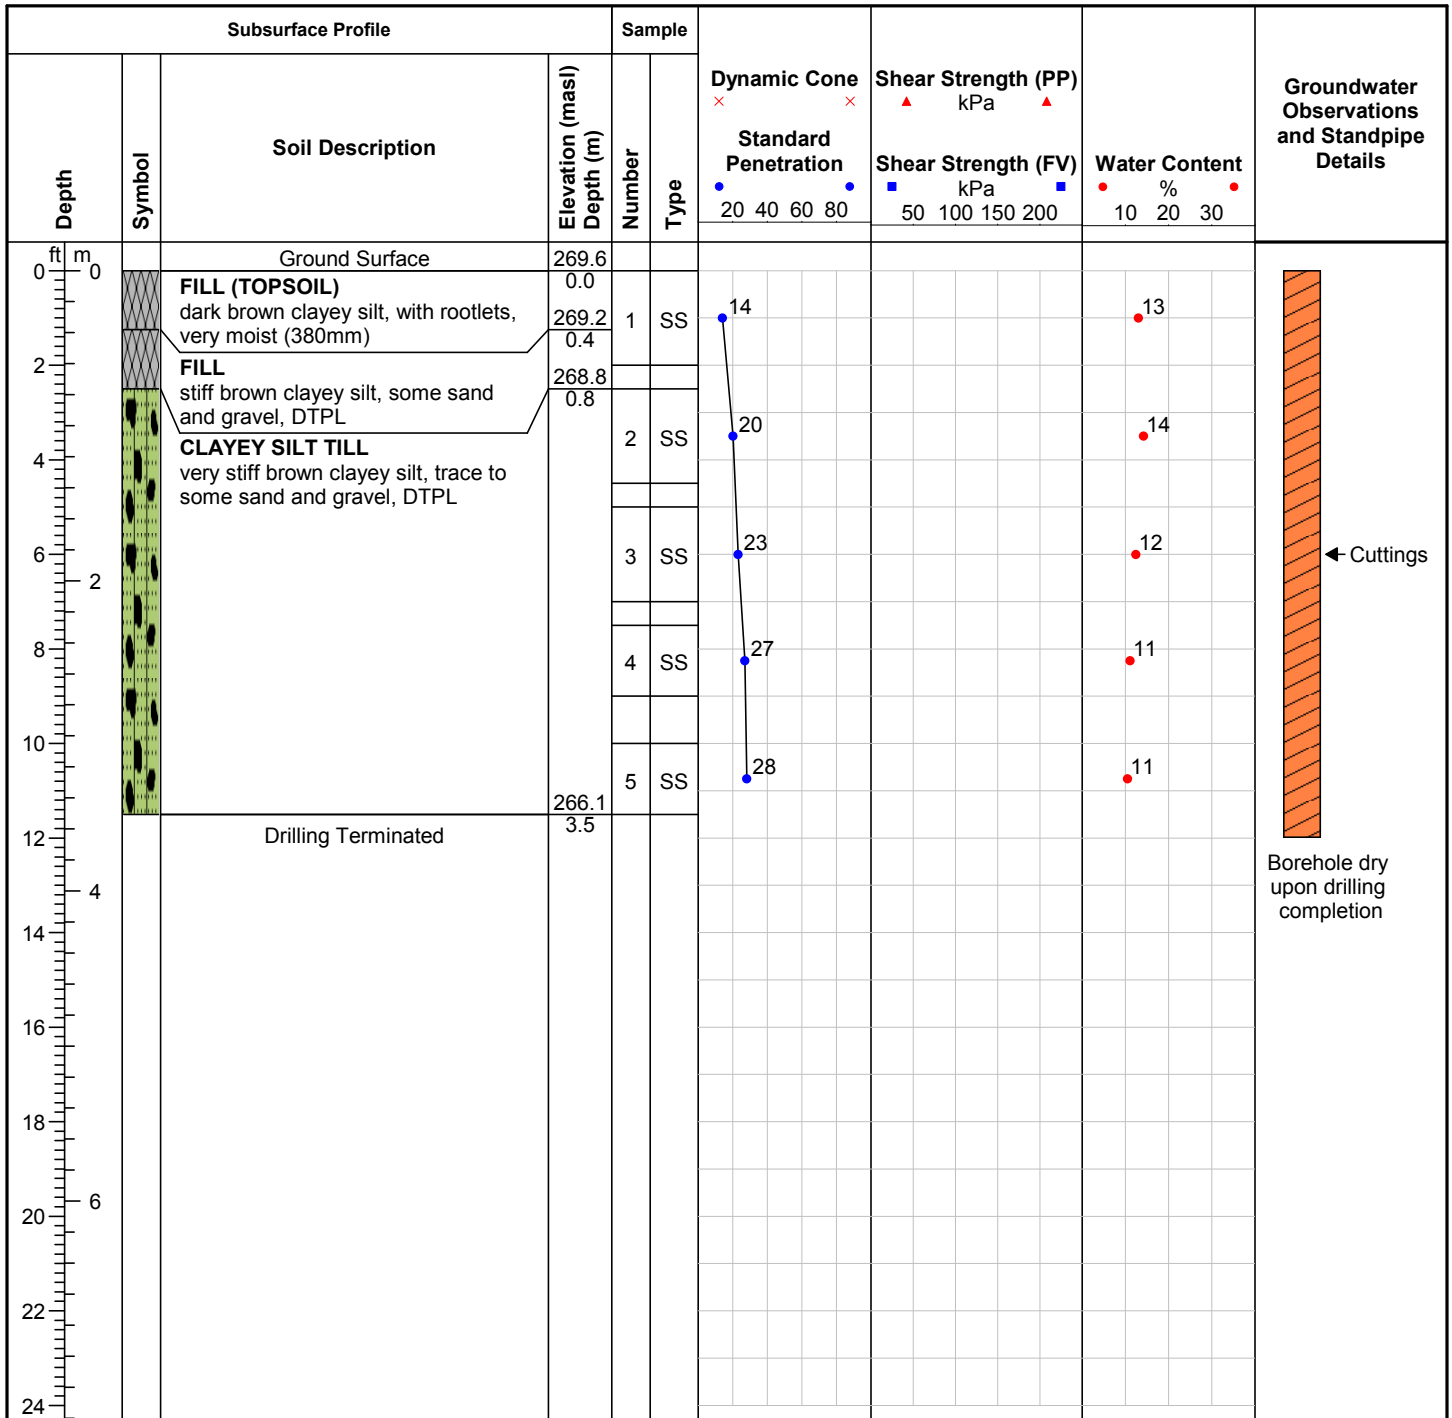 Subsurface Profile
Sample
Depth
Symbol
Soil Description
Elevation (masl)
Depth (m)
Number
Type
Dynamic Cone
Standard
Penetration
20 40 60 80
Shear Strength (PP)
kPa
Shear Strength (FV)
kPa
50 100 150 200
Water Content
%
10 20 30
Groundwater
Observations
and Standpipe
Details
ft m
Ground Surface
269.6
0 0
0.0
FILL (TOPSOIL)
dark brown clayey silt, with rootlets,
very moist (380mm)
269.2
0.4
1 SS
14
13
2
FILL
stiff brown clayey silt, some sand
and gravel, DTPL
268.8
0.8
CLAYEY SILT TILL
very stiff brown clayey silt, trace to
some sand and gravel, DTPL
2 SS
20
14
4
3 SS
23
12
6
Cuttings
2
8
4 SS
27
11
10
5 SS
28
11
266.1
3.5
Drilling Terminated
12
Borehole dry
upon drilling
completion
4
14
16
18
6
20
22
24